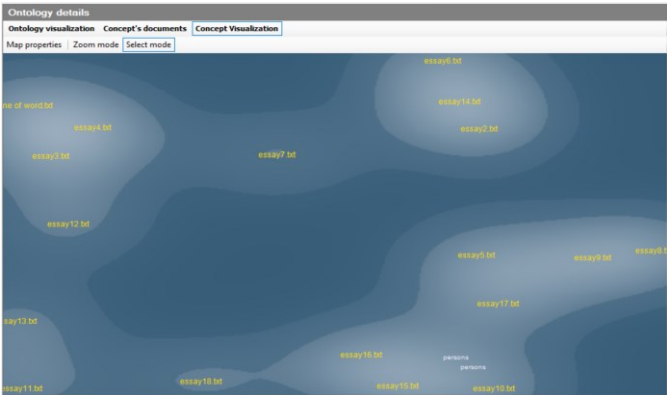 Ontology details
Ontology visualization Concept's documents Concept Visualization
Map properties Zoom mode Select mode
essay6.txt
ne of word.txt
essay14.txt
essay4.txt
essay2.txt
essay3.txt
essay7.txt
essay12.txt
essay5.txt
essay9.txt
essay8.t
essay17.txt
say13.txt
essay16.txt
persons
persons
essay18.txt
essay11.txt
essay15.txt
essay10.txt